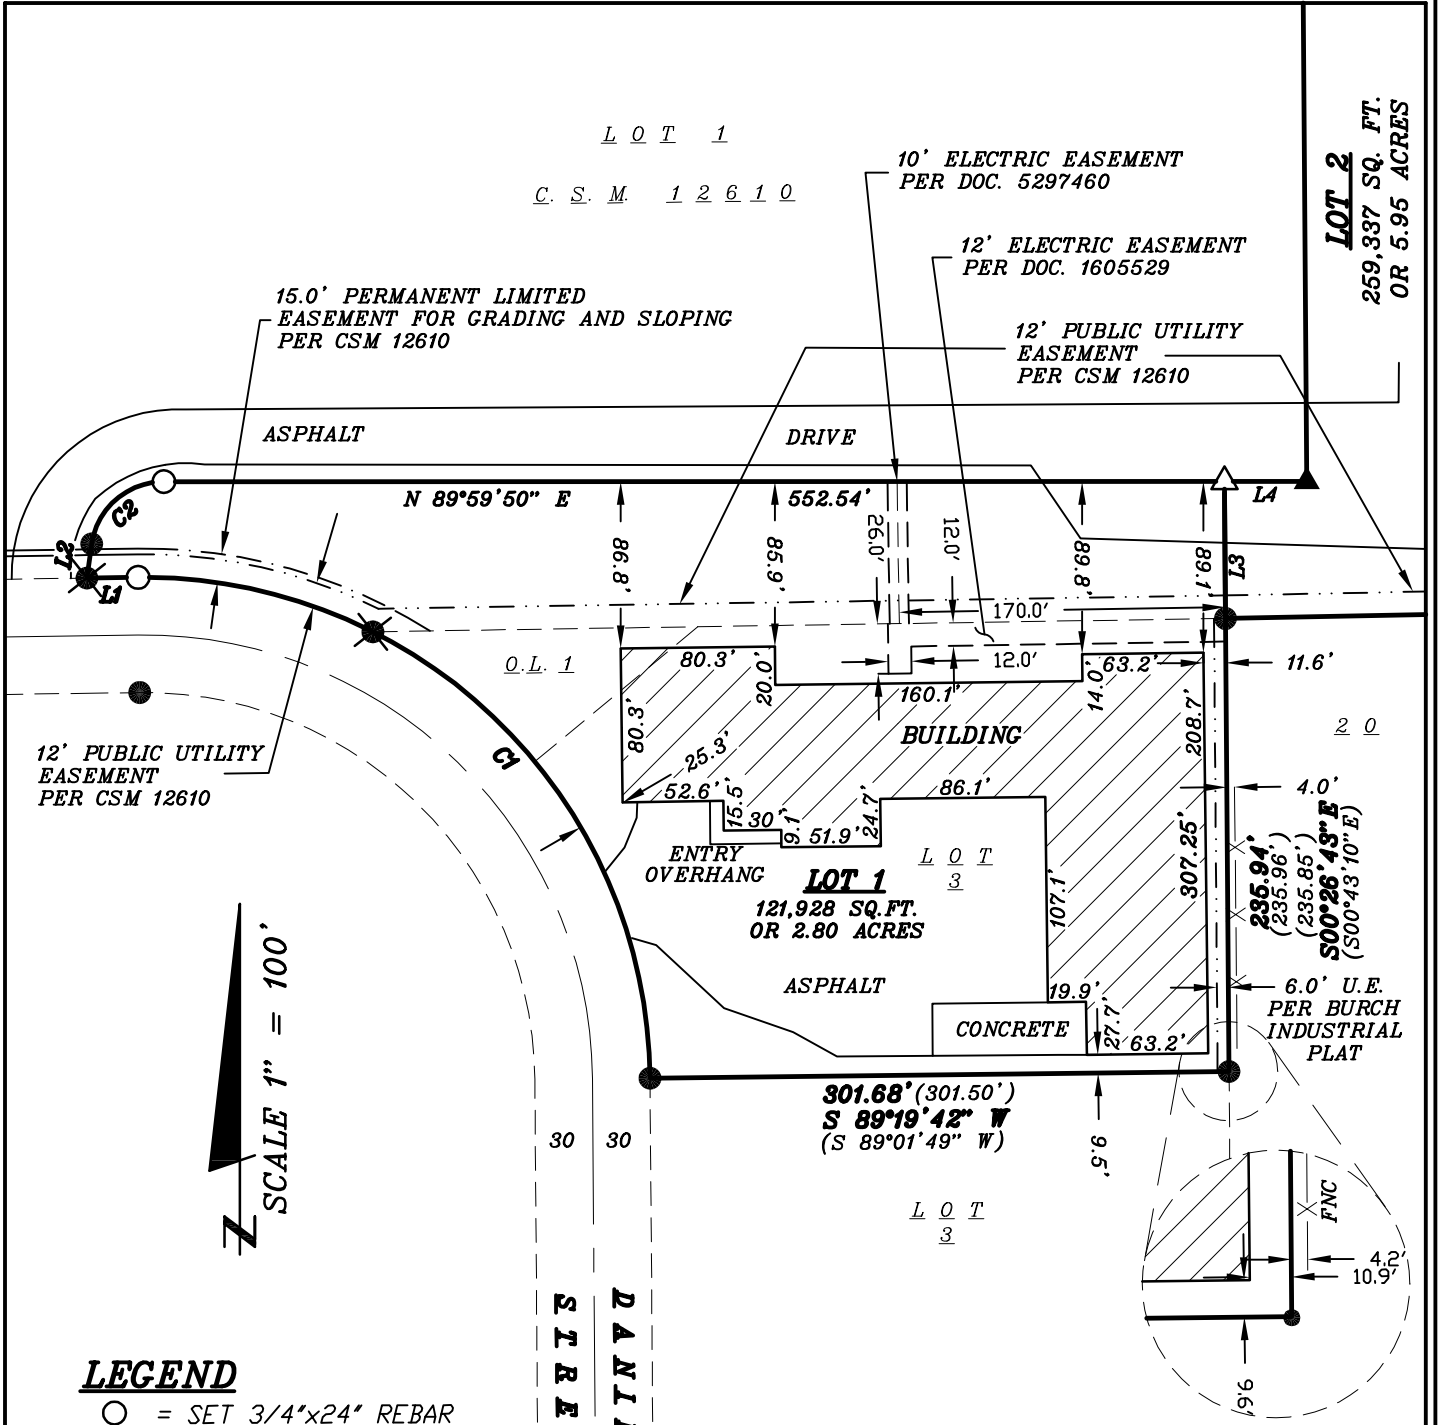 L O T 1
C. S. M. 1 2 6 1 0
10' ELECTRIC EASEMENT
PER DOC. 5297460
12' ELECTRIC EASEMENT
PER DOC. 1605529
LOT 2
259,337 SQ. FT.
OR 5.95 ACRES
15.0' PERMANENT LIMITED
EASEMENT FOR GRADING AND SLOPING
PER CSM 12610
12' PUBLIC UTILITY
EASEMENT
PER CSM 12610
ASPHALT
DRIVE
N 89°59'50" E
552.54'
L4
C2
L2
L1
L3
86.8'
85.9'
26.0'
12.0'
89.8'
89.1'
170.0'
O.L. 1
80.3'
20.0'
12.0'
160.1'
14.0'
63.2'
11.6'
80.3'
BUILDING
208.7'
2 0
12' PUBLIC UTILITY
EASEMENT
PER CSM 12610
C1
25.3'
52.6'
15.5'
30'
9.1'
51.9'
24.7'
86.1'
4.0'
ENTRY
OVERHANG
L O T
3
LOT 1
121,928 SQ.FT.
OR 2.80 ACRES
107.1'
307.25'
235.94'
(235.96')
(235.85')
S00°26'43"E
(S00°43'10"E)
ASPHALT
19.9'
CONCRETE
27.7'
63.2'
6.0' U.E.
PER BURCH
INDUSTRIAL
PLAT
301.68' (301.50')
S 89°19'42" W
(S 89°01'49" W)
9.5'
SCALE 1" = 100'
N
30 30
L O T
3
FNC
4.2'
10.9'
9.6'
LEGEND
= SET 3/4"x24" REBAR